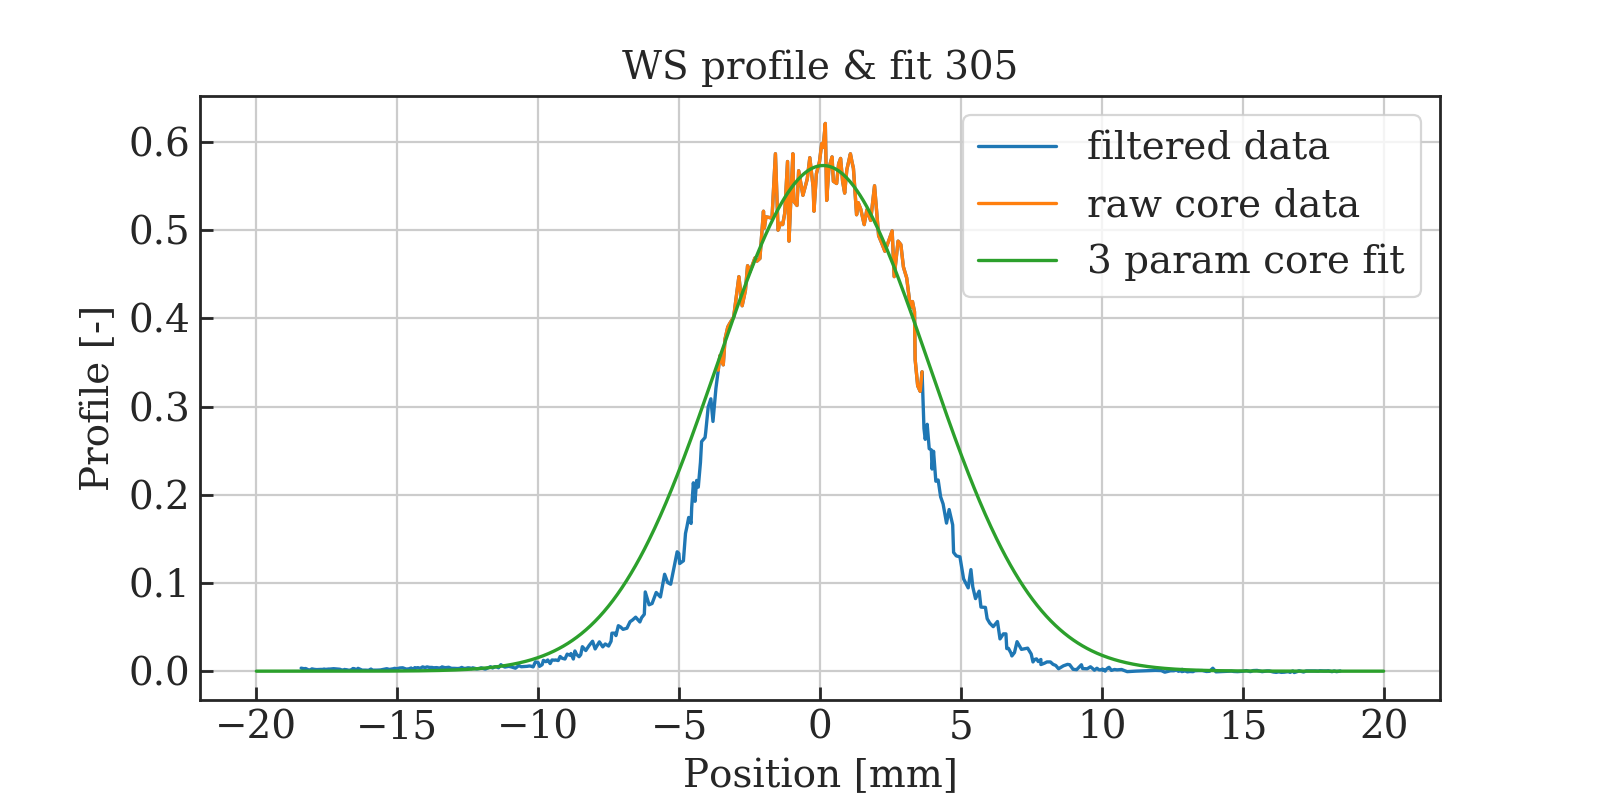 WS profile & fit 305
filtered data
raw core data
3 param core fit
Profile [-]
0.6
0.5
0.4
0.3
0.2
0.1
0.0
−20 −15 −10 −5 0 5 10 15 20
Position [mm]